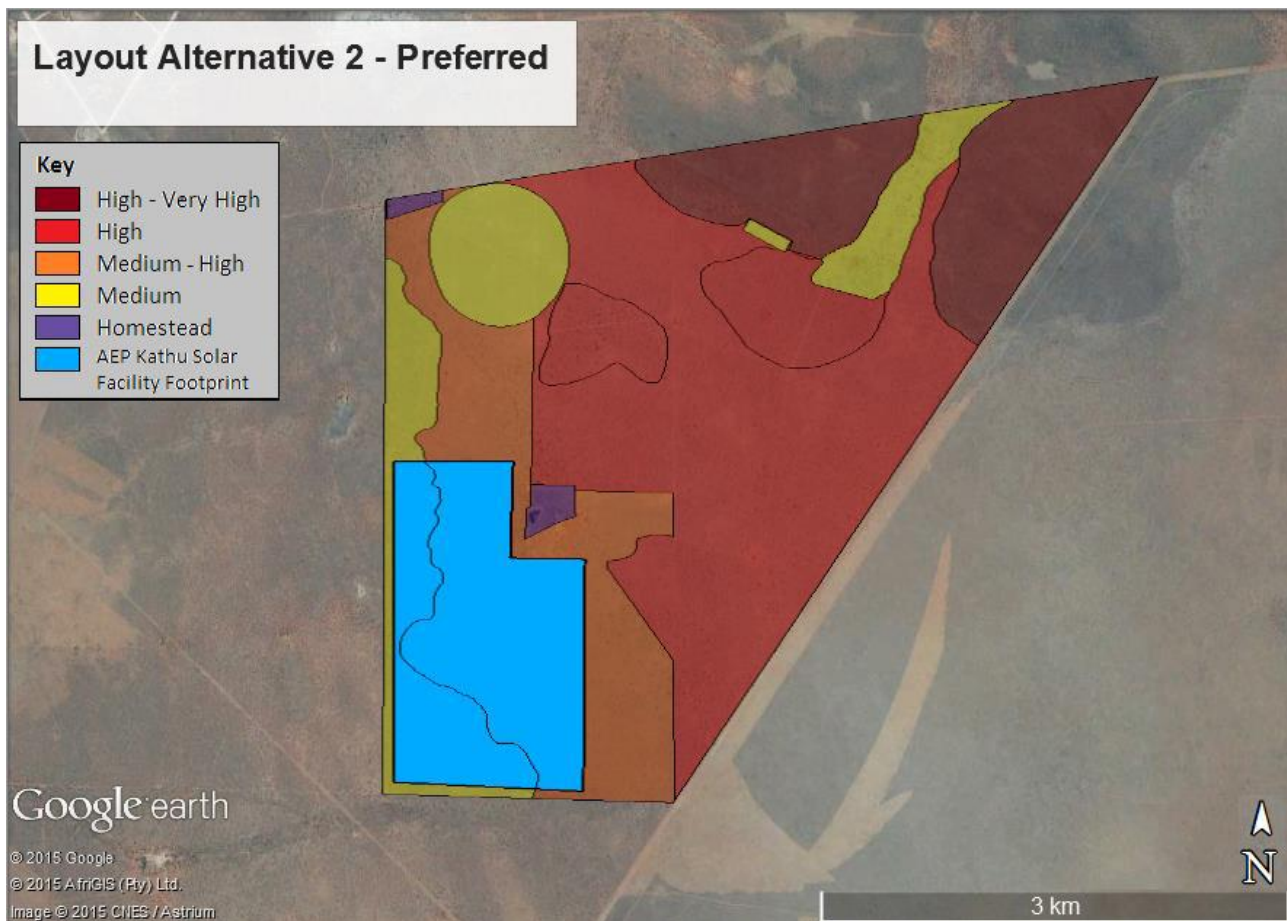 Layout Alternative 2 - Preferred
Key
High - Very High
High
Medium - High
Medium
Homestead
AEP Kathu Solar
Facility Footprint
Google earth
© 2015 Google
© 2015 AfriGIS (Pty) Ltd.
Image © 2015 CNES / Astrium
N
3 km